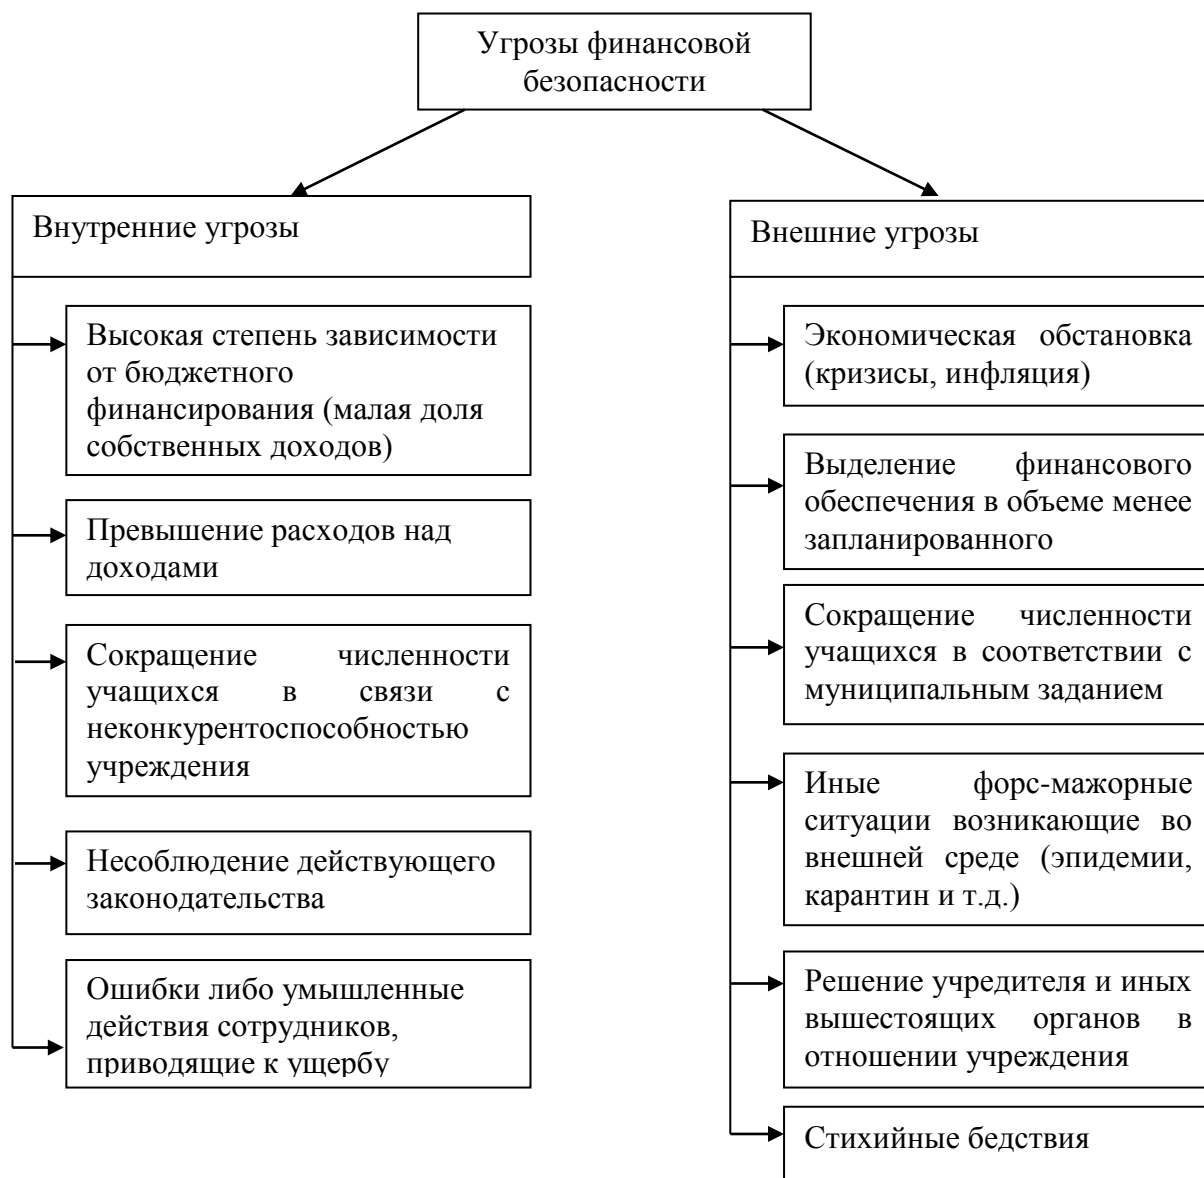 Угрозы финансовой
безопасности
Внутренние угрозы
Высокая степень зависимости
от бюджетного
финансирования (малая доля
собственных доходов)
Превышение расходов над
доходами
Сокращение численности
учащихся в связи с
неконкурентоспособностью
учреждения
Несоблюдение действующего
законодательства
Ошибки либо умышленные
действия сотрудников,
приводящие к ущербу
Внешние угрозы
Экономическая обстановка
(кризисы, инфляция)
Выделение финансового
обеспечения в объеме менее
запланированного
Сокращение численности
учащихся в соответствии с
муниципальным заданием
Иные форс-мажорные
ситуации возникающие во
внешней среде (эпидемии,
карантин и т.д.)
Решение учредителя и иных
вышестоящих органов в
отношении учреждения
Стихийные бедствия